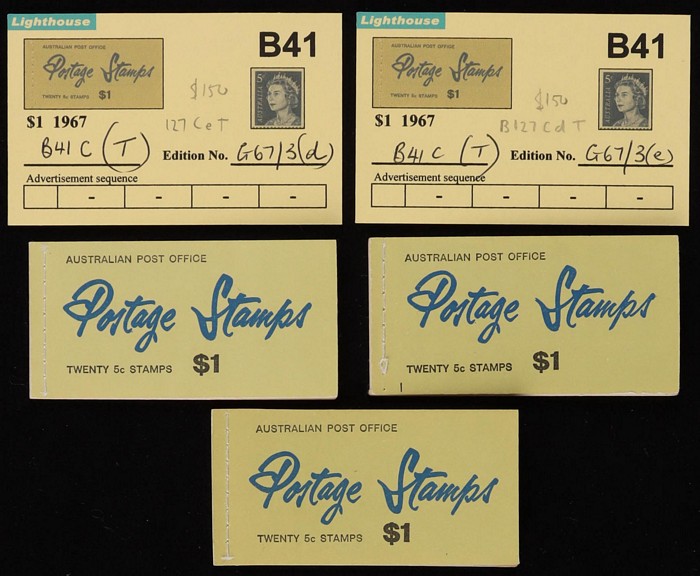 Lighthouse
B41
AUSTRALIAN POST OFFICE
Postage Stamps
TWENTY 5c STAMPS $1
5c
AUSTRALIA
$150
$1 1967
127 C e T
B41 C (T) Edition No. G67/3(d)
Advertisement sequence
- - - -
Lighthouse
B41
AUSTRALIAN POST OFFICE
Postage Stamps
TWENTY 5c STAMPS $1
5c
AUSTRALIA
$150
$1 1967
B127 C d T
B41 C (T) Edition No. G67/3(e)
Advertisement sequence
- - - -
AUSTRALIAN POST OFFICE
Postage Stamps
TWENTY 5c STAMPS $1
AUSTRALIAN POST OFFICE
Postage Stamps
TWENTY 5c STAMPS $1
AUSTRALIAN POST OFFICE
Postage Stamps
TWENTY 5c STAMPS $1